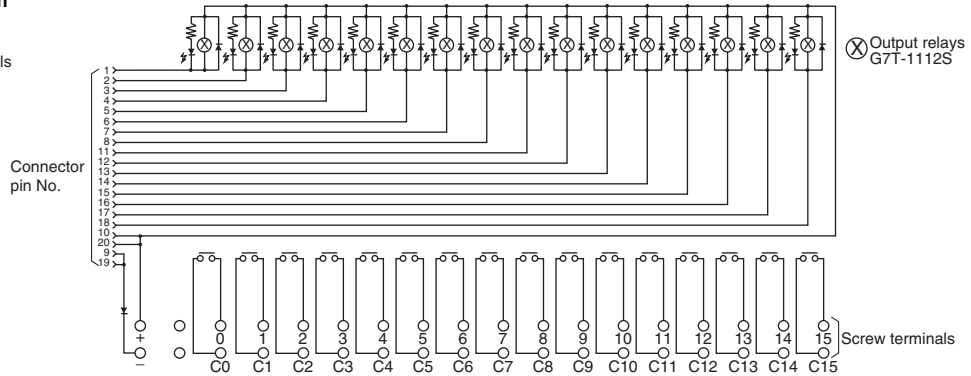 ls
1
2
3
4
5
6
7
8
11
12
13
14
15
16
17
18
10
20
9
19
Connector
pin No.
Output relays
G7T-1112S
+ 0 1 2 3 4 5 6 7 8 9 10 11 12 13 14 15
Screw terminals
− C0 C1 C2 C3 C4 C5 C6 C7 C8 C9 C10 C11 C12 C13 C14 C15